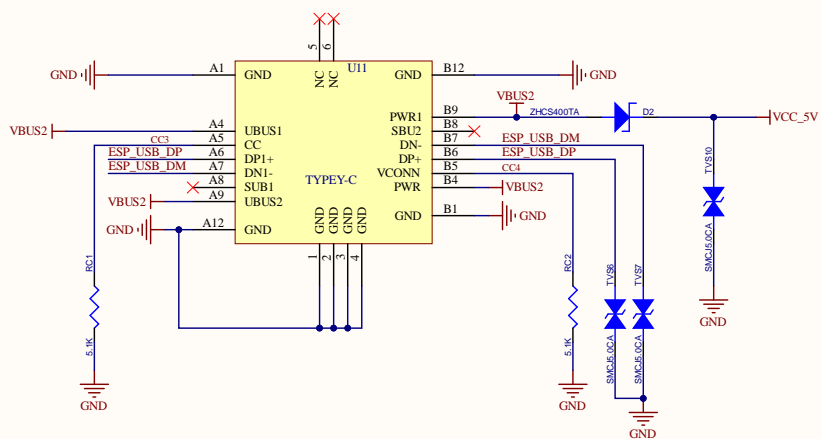 5
6
NC
NC
U11
GND
A1
GND
GND
B12
GND
VBUS2
A4
UBUS1
CC3
A5
CC
ESP_USB_DP
A6
DP1+
ESP_USB_DM
A7
DN1-
A8
SUB1
VBUS2
A9
UBUS2
GND
A12
GND
TYPEY-C
PWR1
B9
VBUS2
ZHCS400TA
D2
VCC_5V
SBU2
B8
DN-
B7
ESP_USB_DM
DP+
B6
ESP_USB_DP
VCONN
B5
CC4
PWR
B4
VBUS2
GND
B1
GND
GND
GND
GND
GND
1
2
3
4
RC1
5.1K
GND
RC2
5.1K
GND
TVS6
SMCJ5.0CA
TVS7
SMCJ5.0CA
GND
TVS10
SMCJ5.0CA
GND